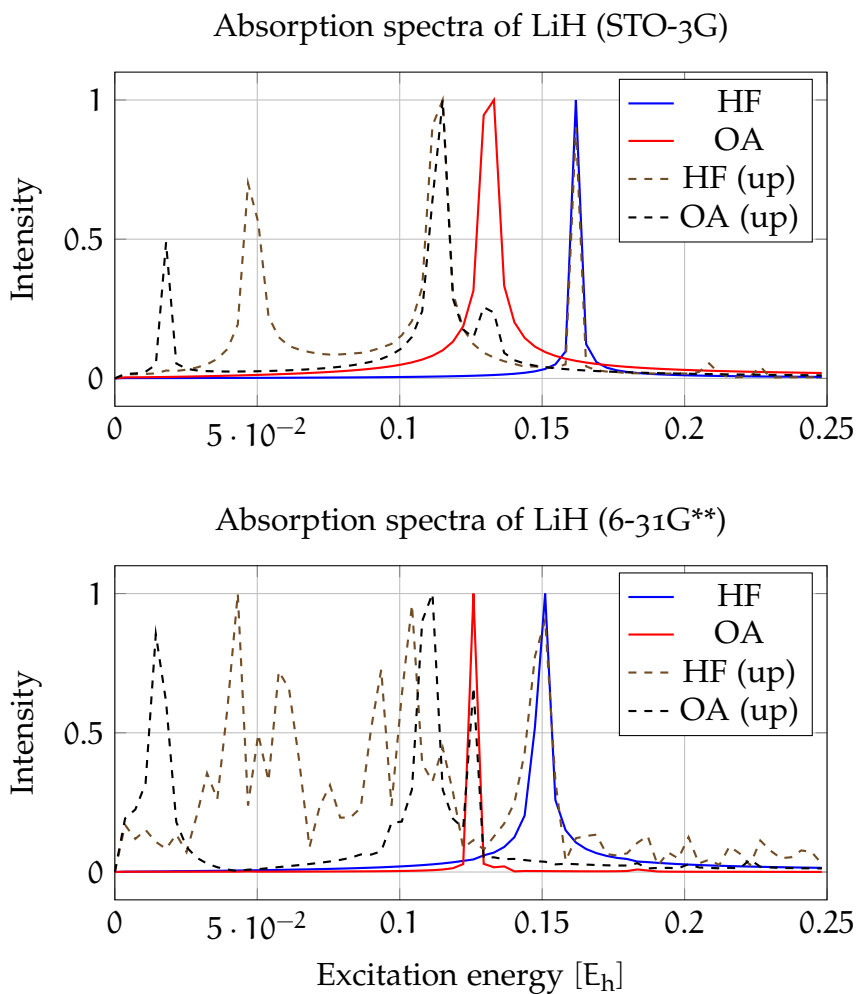 Absorption spectra of LiH (STO-3G)
Intensity
1
0.5
0
HF
OA
HF (up)
OA (up)
0 5 · 10⁻² 0.1 0.15 0.2 0.25
Absorption spectra of LiH (6-31G**)
Intensity
1
0.5
0
HF
OA
HF (up)
OA (up)
0 5 · 10⁻² 0.1 0.15 0.2 0.25
Excitation energy [Eₕ]